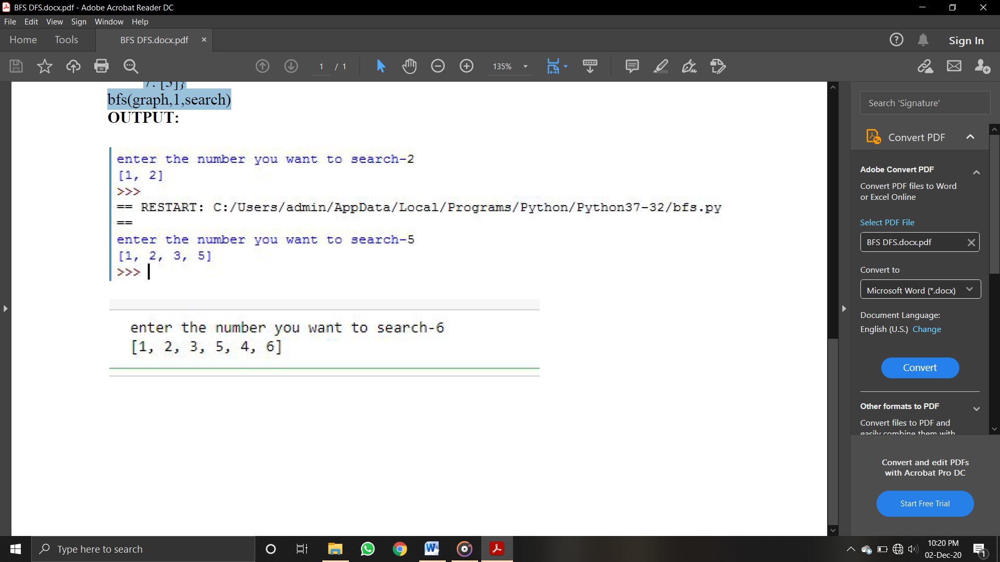 BFS DFS.docx.pdf - Adobe Acrobat Reader DC
File Edit View Sign Window Help
Home Tools BFS DFS.docx.pdf ×
Sign In
1 / 1
135%
7: [5]}
bfs(graph,1,search)
OUTPUT:
enter the number you want to search-2
[1, 2]
>>>
== RESTART: C:/Users/admin/AppData/Local/Programs/Python/Python37-32/bfs.py
==
enter the number you want to search-5
[1, 2, 3, 5]
>>>
enter the number you want to search-6
[1, 2, 3, 5, 4, 6]
Search 'Signature'
Convert PDF
Adobe Convert PDF
Convert PDF files to Word
or Excel Online
Select PDF File
BFS DFS.docx.pdf
Convert to
Microsoft Word (*.docx)
Document Language:
English (U.S.) Change
Convert
Other formats to PDF
Convert files to PDF and
easily combine them with
Convert and edit PDFs
with Acrobat Pro DC
Start Free Trial
Type here to search
10:20 PM
02-Dec-20
1